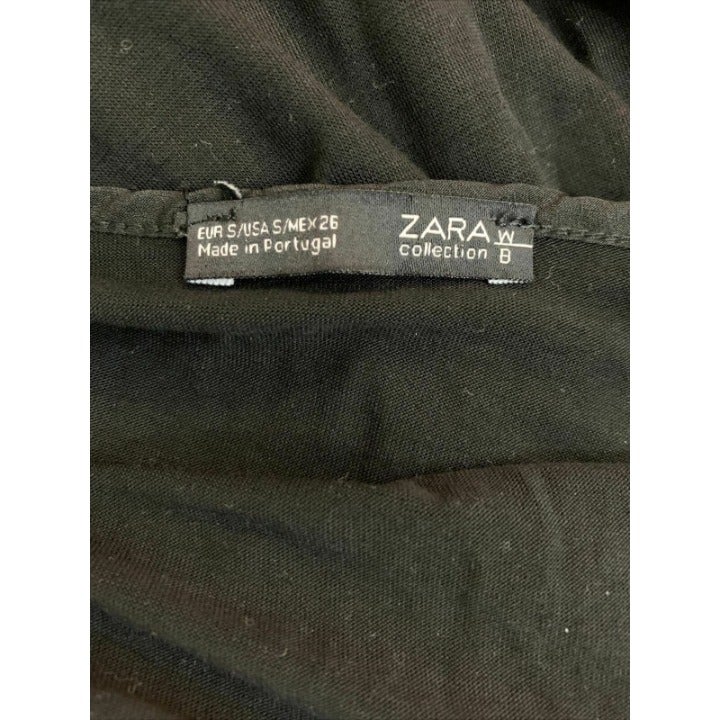 EUR S/USA S/MEX 26
Made in Portugal
ZARA W
collection B